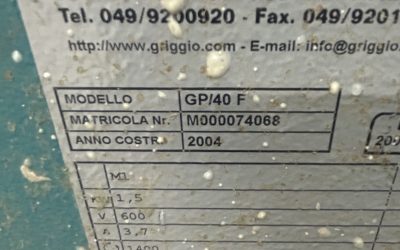 Tel. 049/9200920 - Fax. 049/9201
http://www.griggio.com - E-mail: info@griggio.
MODELLO GP/40 F
MATRICOLA Nr. M000074068
ANNO COSTR. 2004
M1
1,5
V 600
A 3,7
1400